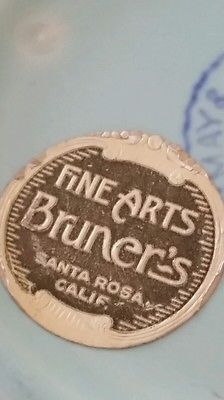 FINE ARTS
Bruner's
SANTA ROSA,
CALIF.